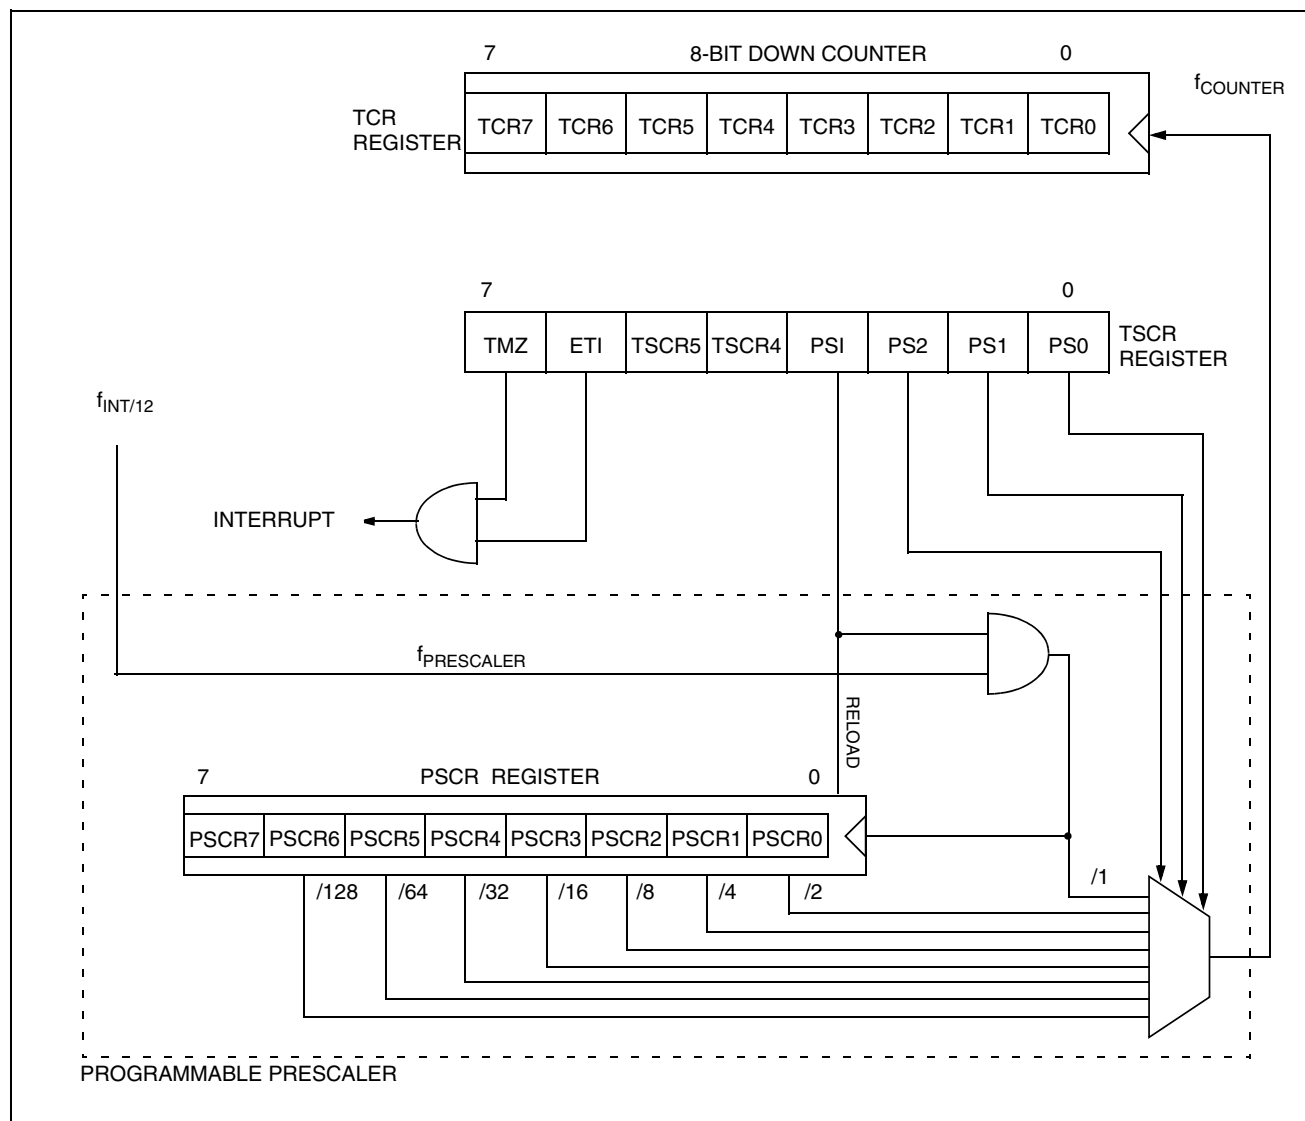 7 8-BIT DOWN COUNTER 0
fCOUNTER
TCR
REGISTER
TCR7 TCR6 TCR5 TCR4 TCR3 TCR2 TCR1 TCR0
7 0
TMZ ETI TSCR5 TSCR4 PSI PS2 PS1 PS0
TSCR
REGISTER
fINT/12
INTERRUPT
fPRESCALER
RELOAD
7 PSCR REGISTER 0
PSCR7 PSCR6 PSCR5 PSCR4 PSCR3 PSCR2 PSCR1 PSCR0
/128 /64 /32 /16 /8 /4 /2 /1
PROGRAMMABLE PRESCALER